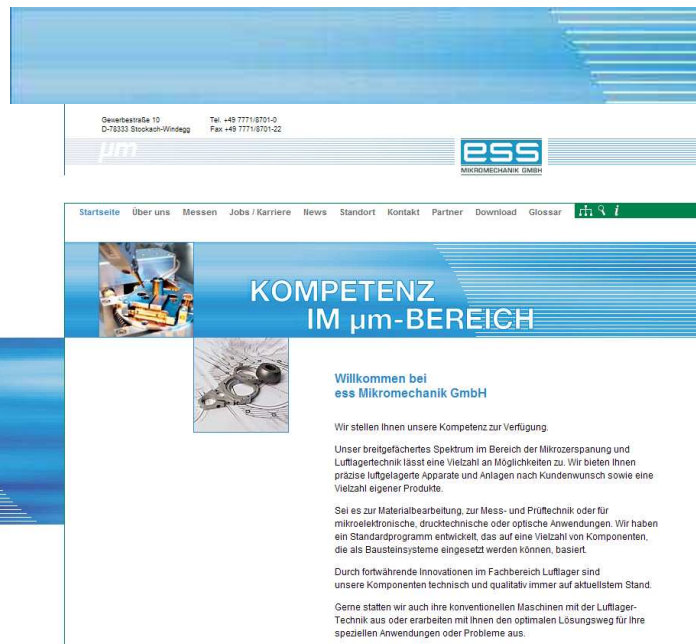 Gewerbestraße 10
D-78333 Stockach-Windegg
Tel. +49 7771/8701-0
Fax +49 7771/8701-22
µm
ess
MIKROMECHANIK GMBH
Startseite Über uns Messen Jobs / Karriere News Standort Kontakt Partner Download Glossar i
KOMPETENZ
IM µm-BEREICH
Willkommen bei
ess Mikromechanik GmbH
Wir stellen Ihnen unsere Kompetenz zur Verfügung.
Unser breitgefächertes Spektrum im Bereich der Mikrozerspanung und
Luftlagertechnik lässt eine Vielzahl an Möglichkeiten zu. Wir bieten Ihnen
präzise luftgelagerte Apparate und Anlagen nach Kundenwunsch sowie eine
Vielzahl eigener Produkte.
Sei es zur Materialbearbeitung, zur Mess- und Prüftechnik oder für
mikroelektronische, drucktechnische oder optische Anwendungen. Wir haben
ein Standardprogramm entwickelt, das auf eine Vielzahl von Komponenten,
die als Bausteinsysteme eingesetzt werden können, basiert.
Durch fortwährende Innovationen im Fachbereich Luftlager sind
unsere Komponenten technisch und qualitativ immer auf aktuellstem Stand.
Gerne statten wir auch ihre konventionellen Maschinen mit der Luftlager-
Technik aus oder erarbeiten mit Ihnen den optimalen Lösungsweg für Ihre
speziellen Anwendungen oder Probleme aus.